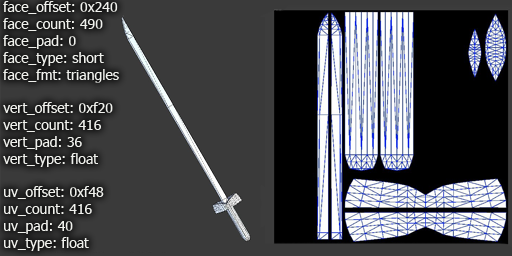 face_offset: 0x240
face_count: 490
face_pad: 0
face_type: short
face_fmt: triangles
vert_offset: 0xf20
vert_count: 416
vert_pad: 36
vert_type: float
uv_offset: 0xf48
uv_count: 416
uv_pad: 40
uv_type: float